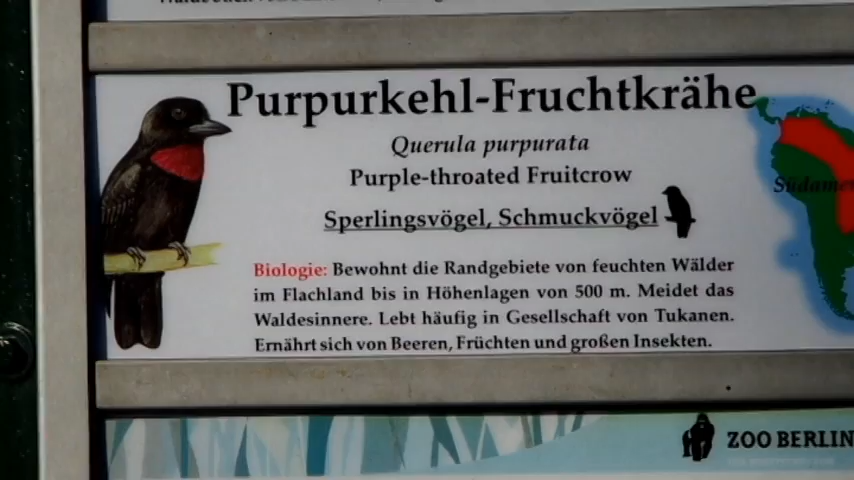 Purpurkehl-Fruchtkrähe
Querula purpurata
Purple-throated Fruitcrow
Sperlingsvögel, Schmuckvögel
Biologie: Bewohnt die Randgebiete von feuchten Wälder
im Flachland bis in Höhenlagen von 500 m. Meidet das
Waldesinnere. Lebt häufig in Gesellschaft von Tukanen.
Ernährt sich von Beeren, Früchten und großen Insekten.
Südame
ZOO BERLIN